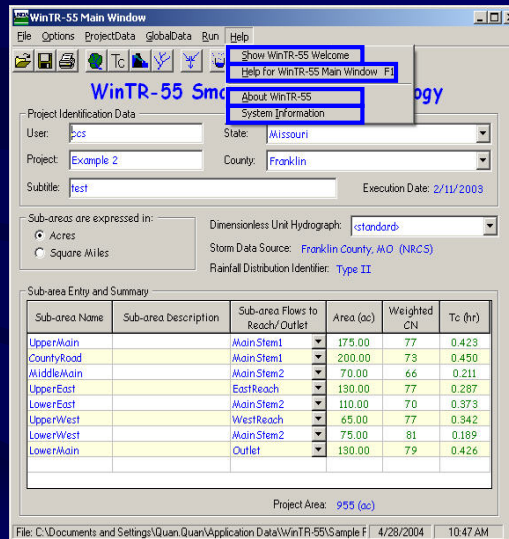 WinTR-55 Main Window
File Options ProjectData GlobalData Run Help
Tc
Show WinTR-55 Welcome
Help for WinTR-55 Main Window F1
About WinTR-55
System Information
WinTR-55 ogy
Project Identification Data
User: pcs State: Missouri
Project: Example 2 County: Franklin
Subtitle: test Execution Date: 2/11/2003
Sub-areas are expressed in:
Acres
Square Miles
Dimensionless Unit Hydrograph: <standard>
Storm Data Source: Franklin County, MO (NRCS)
Rainfall Distribution Identifier: Type II
Sub-area Entry and Summary
Sub-area Name Sub-area Description Sub-area Flows to Reach/Outlet Area (ac) Weighted CN Tc (hr)
UpperMain MainStem1 175.00 77 0.423
CountyRoad MainStem1 200.00 73 0.450
MiddleMain MainStem2 70.00 66 0.211
UpperEast EastReach 130.00 77 0.287
LowerEast MainStem2 110.00 70 0.373
UpperWest WestReach 65.00 77 0.342
LowerWest MainStem2 75.00 81 0.189
LowerMain Outlet 130.00 79 0.426
Project Area: 955 (ac)
File: C:\Documents and Settings\Quan.Quan\Application Data\WinTR-55\Sample F 4/28/2004 10:47 AM